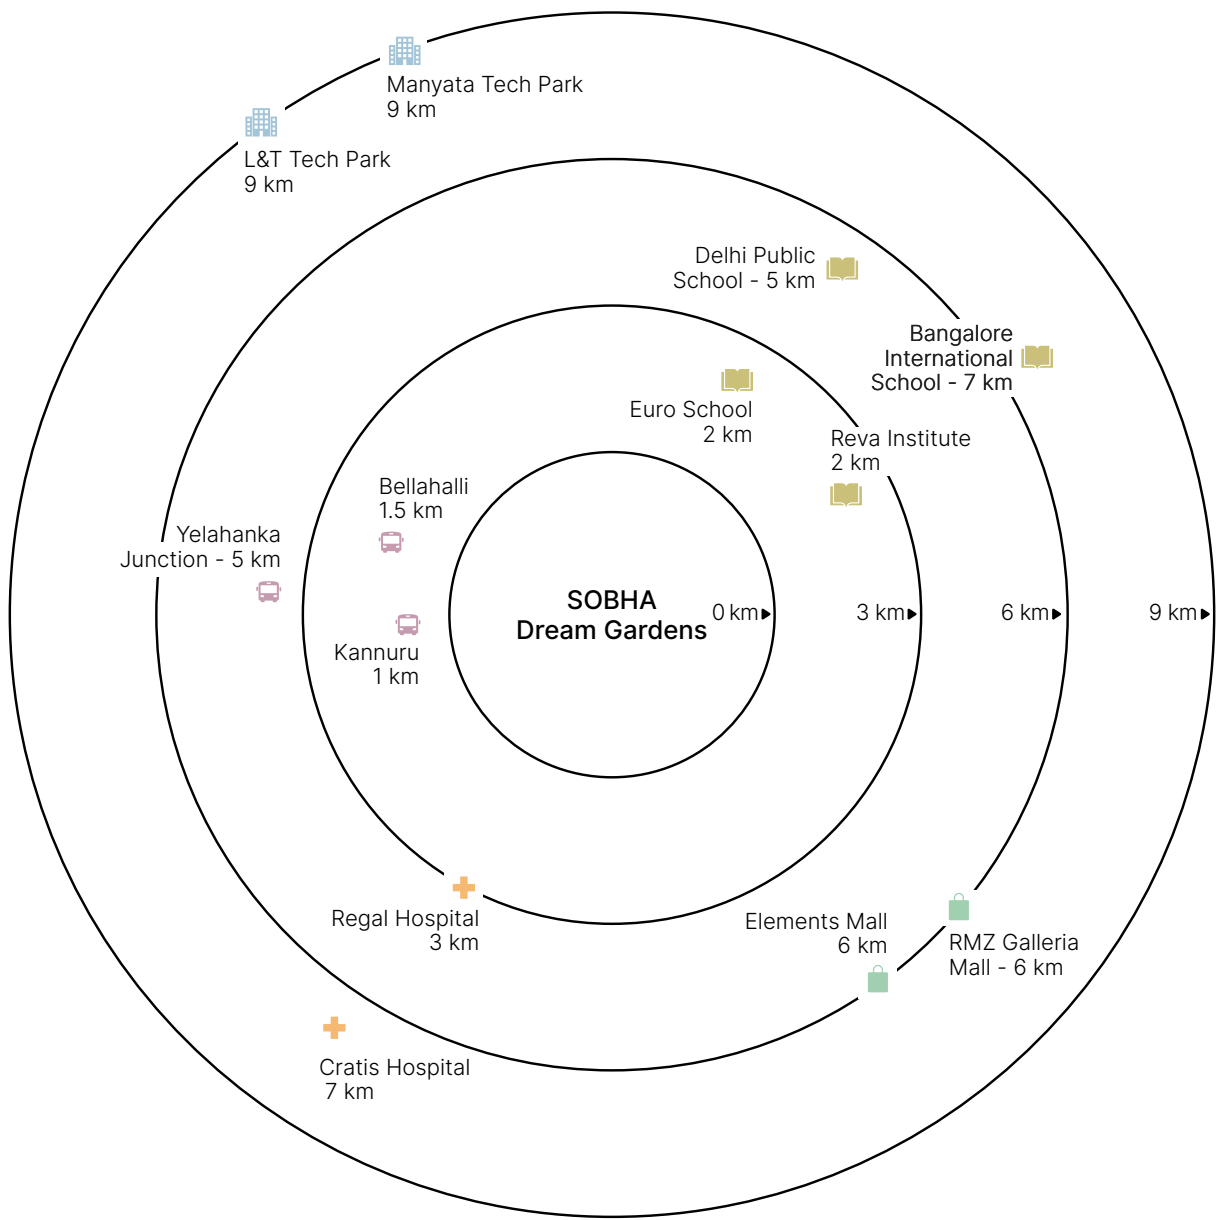 Manyata Tech Park
9 km
L&T Tech Park
9 km
Delhi Public
School - 5 km
Bangalore
International
School - 7 km
Euro School
2 km
Reva Institute
2 km
Bellahalli
1.5 km
Yelahanka
Junction - 5 km
SOBHA
Dream Gardens
0 km
3 km
6 km
9 km
Kannuru
1 km
Regal Hospital
3 km
Elements Mall
6 km
RMZ Galleria
Mall - 6 km
Cratis Hospital
7 km